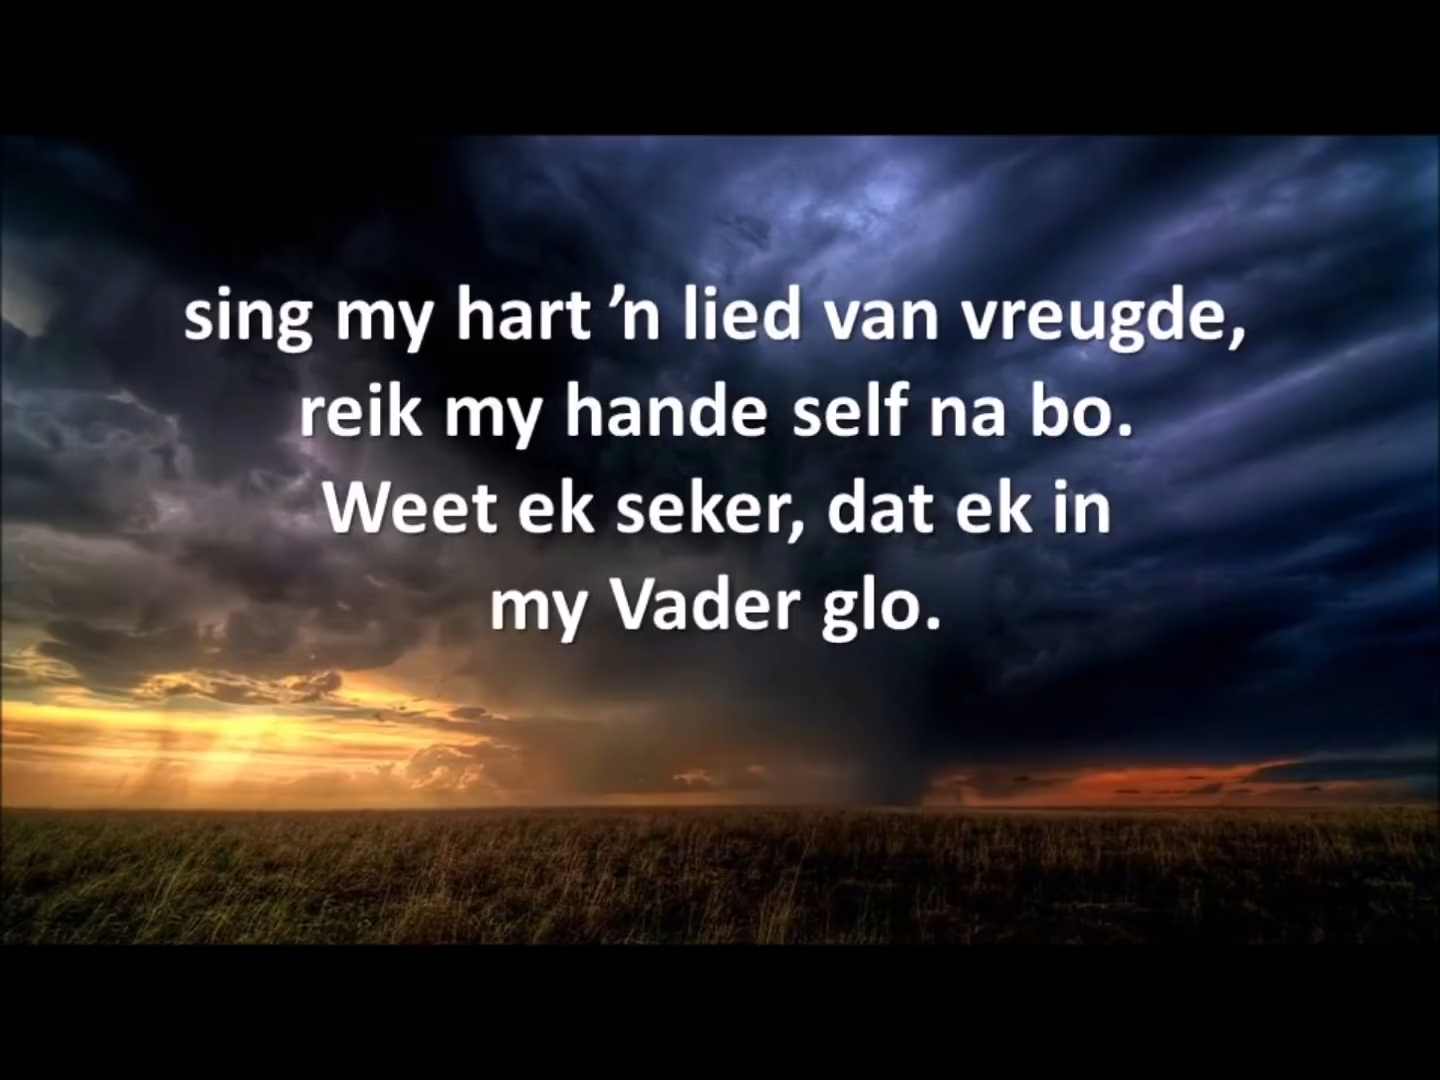 sing my hart ’n lied van vreugde,
reik my hande self na bo.
Weet ek seker, dat ek in
my Vader glo.